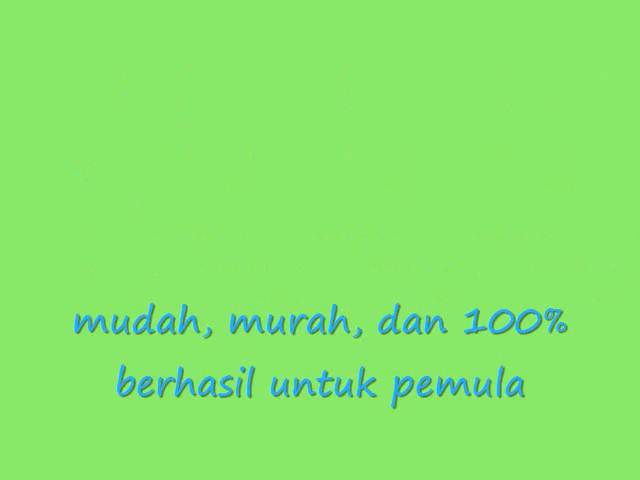 mudah, murah, dan 100%
berhasil untuk pemula